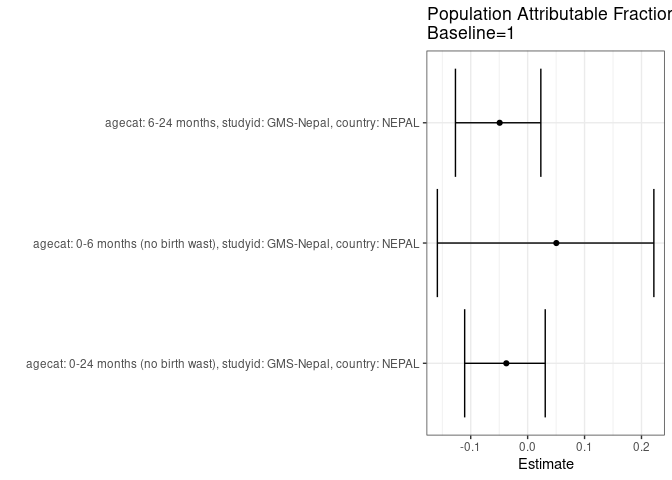 Population Attributable Fraction
Baseline=1
agecat: 6-24 months, studyid: GMS-Nepal, country: NEPAL
agecat: 0-6 months (no birth wast), studyid: GMS-Nepal, country: NEPAL
agecat: 0-24 months (no birth wast), studyid: GMS-Nepal, country: NEPAL
-0.1 0.0 0.1 0.2
Estimate